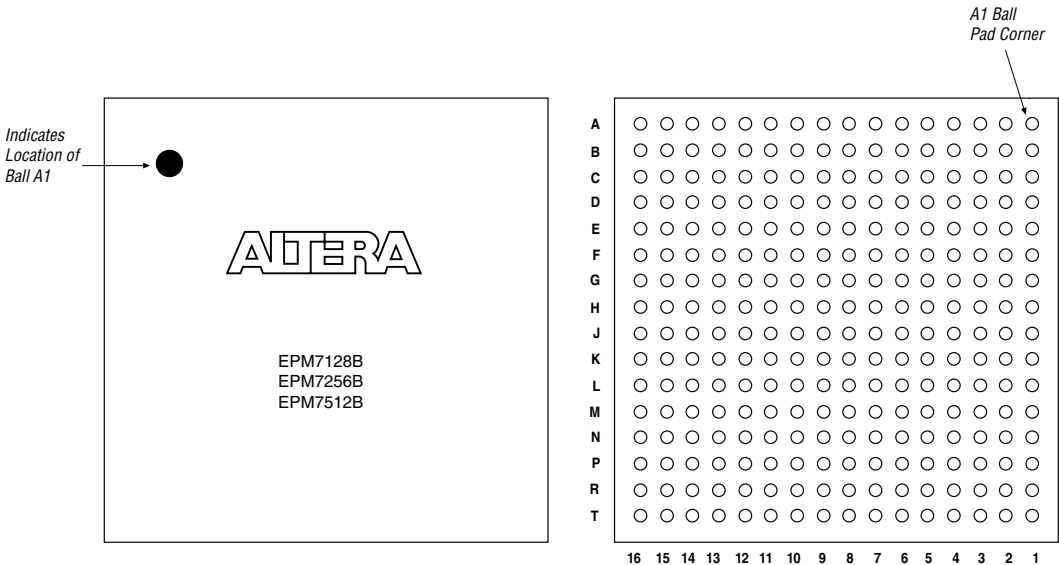 A1 Ball
Pad Corner
Indicates
Location of
Ball A1
ALTERA
EPM7128B
EPM7256B
EPM7512B
A
B
C
D
E
F
G
H
J
K
L
M
N
P
R
T
16 15 14 13 12 11 10 9 8 7 6 5 4 3 2 1